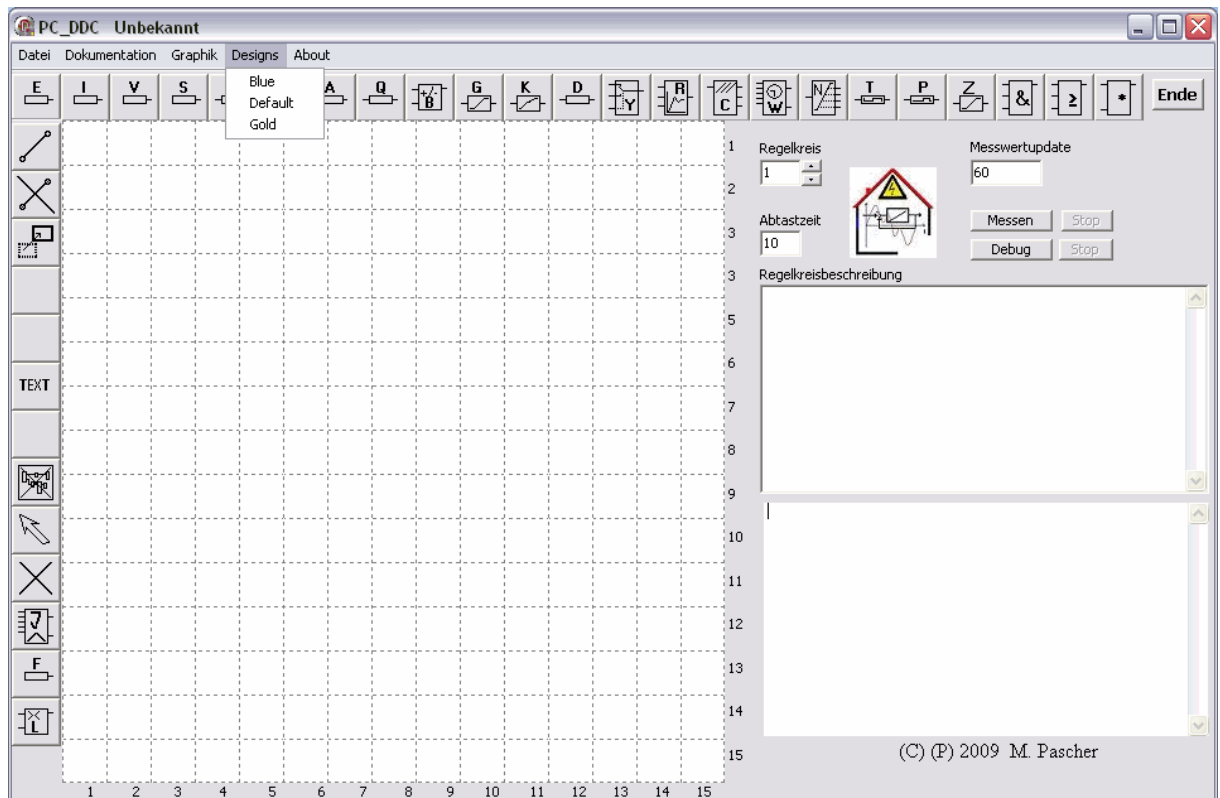 PC_DDC Unbekannt
Datei Dokumentation Graphik Designs About
Blue
Default
Gold
E I V S A Q +/- B G K D Y R C W N T P Z & ≥ * Ende
TEXT
F
L
1
2
3
3
5
6
7
8
9
10
11
12
13
14
15
1 2 3 4 5 6 7 8 9 10 11 12 13 14 15
Regelkreis
1
Messwertupdate
60
Abtastzeit
10
Messen Stop
Debug Stop
Regelkreisbeschreibung
(C) (P) 2009 M. Pascher